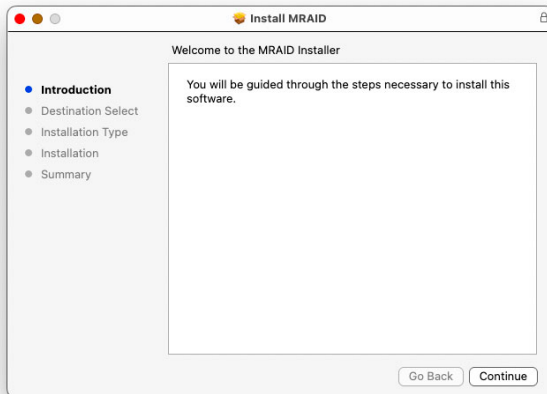 Install MRAID
Welcome to the MRAID Installer
Introduction
Destination Select
Installation Type
Installation
Summary
You will be guided through the steps necessary to install this
software.
Go Back
Continue